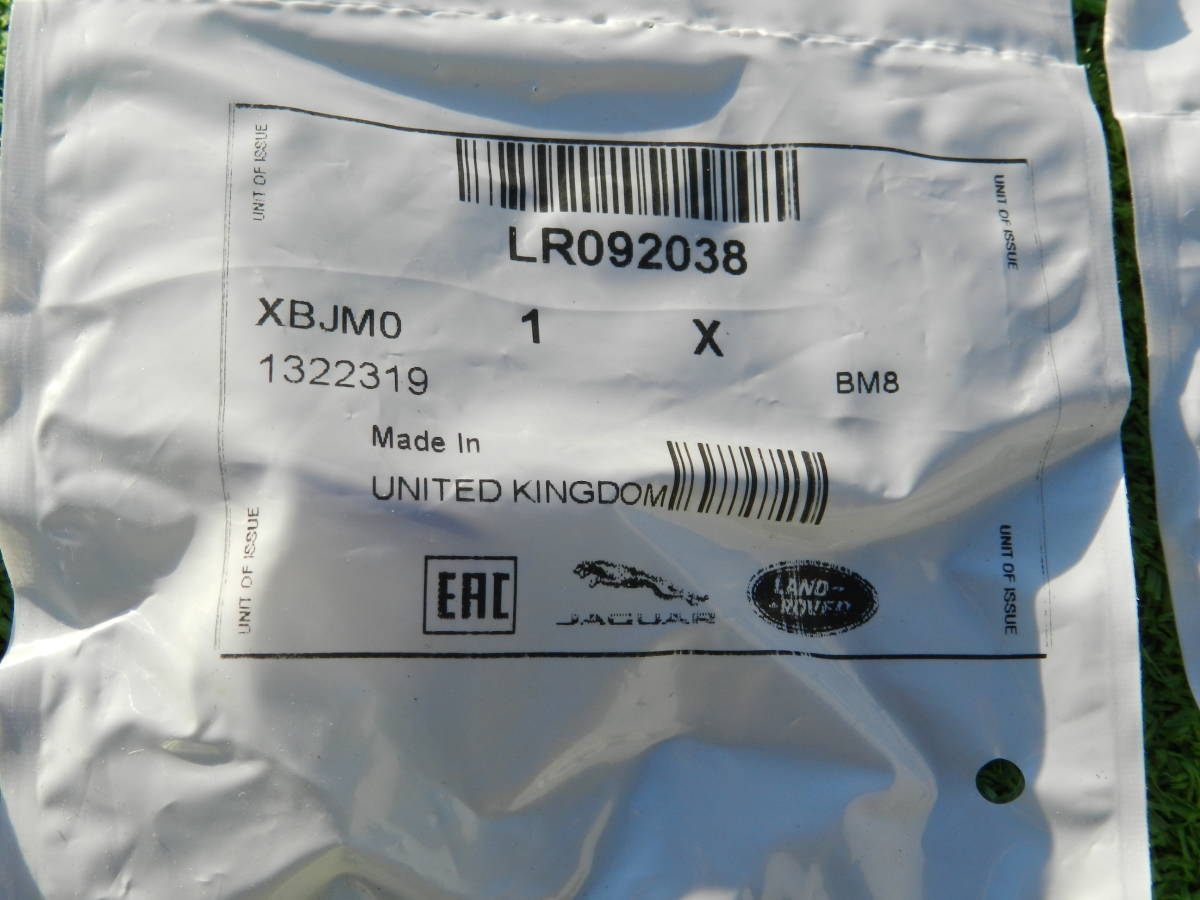 UNIT OF ISSUE
UNIT OF ISSUE
LR092038
XBJM0 1 X
1322319 BM8
Made In
UNITED KINGDOM
UNIT OF ISSUE
UNIT OF ISSUE
EAC
JAGUAR
LAND-
-ROVER